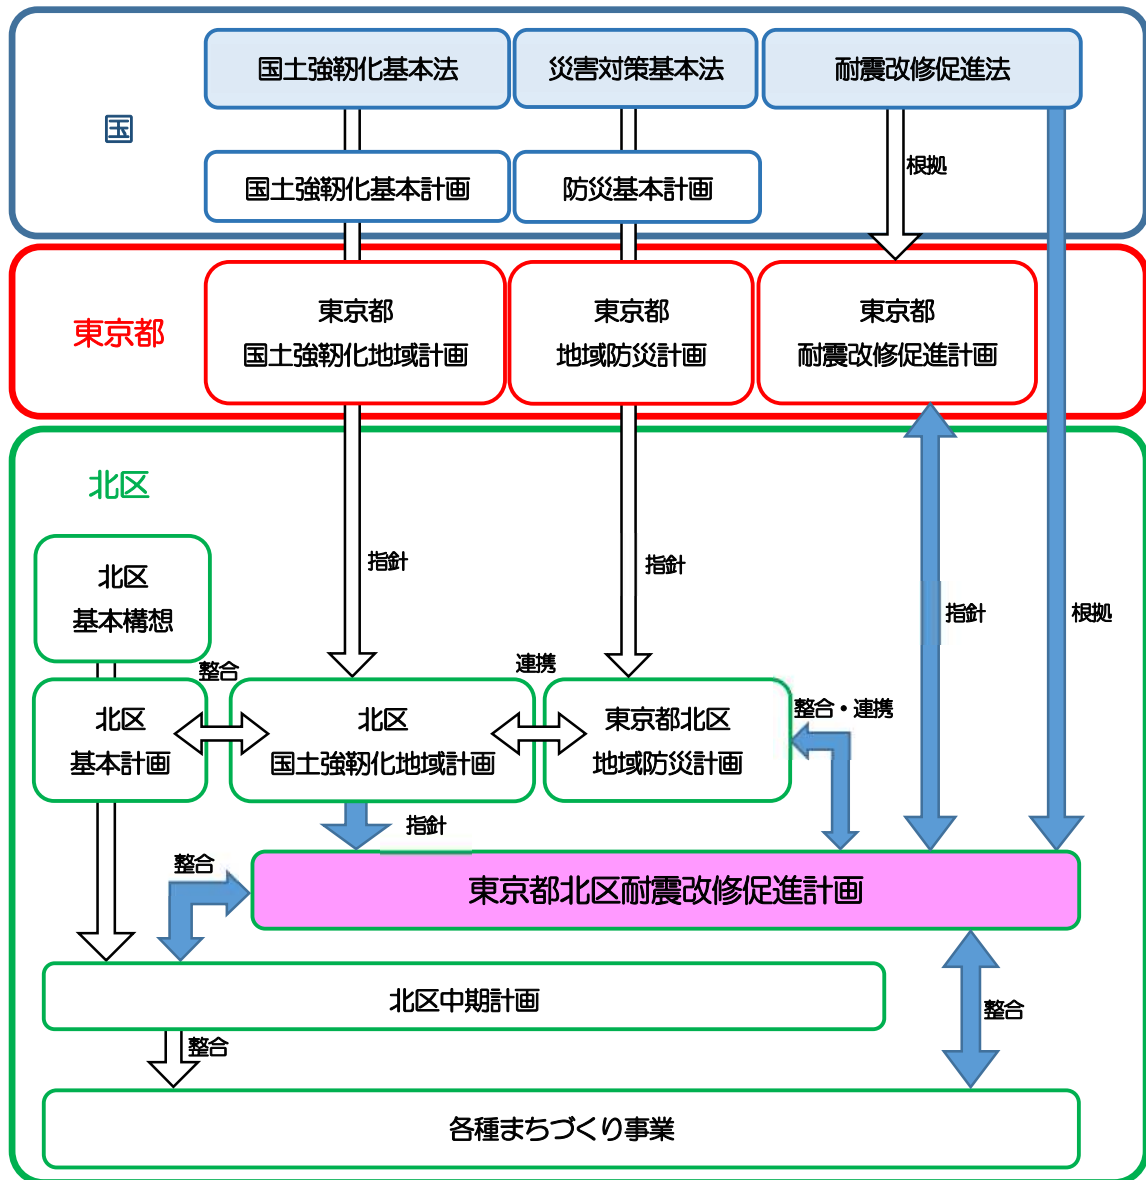 国
国土強靭化基本法
災害対策基本法
耐震改修促進法
国土強靭化基本計画
防災基本計画
根拠
東京都
東京都
国土強靭化地域計画
東京都
地域防災計画
東京都
耐震改修促進計画
北区
指針
指針
指針
根拠
北区
基本構想
整合
連携
北区
基本計画
北区
国土強靭化地域計画
東京都北区
地域防災計画
整合・連携
指針
整合
東京都北区耐震改修促進計画
北区中期計画
整合
整合
各種まちづくり事業